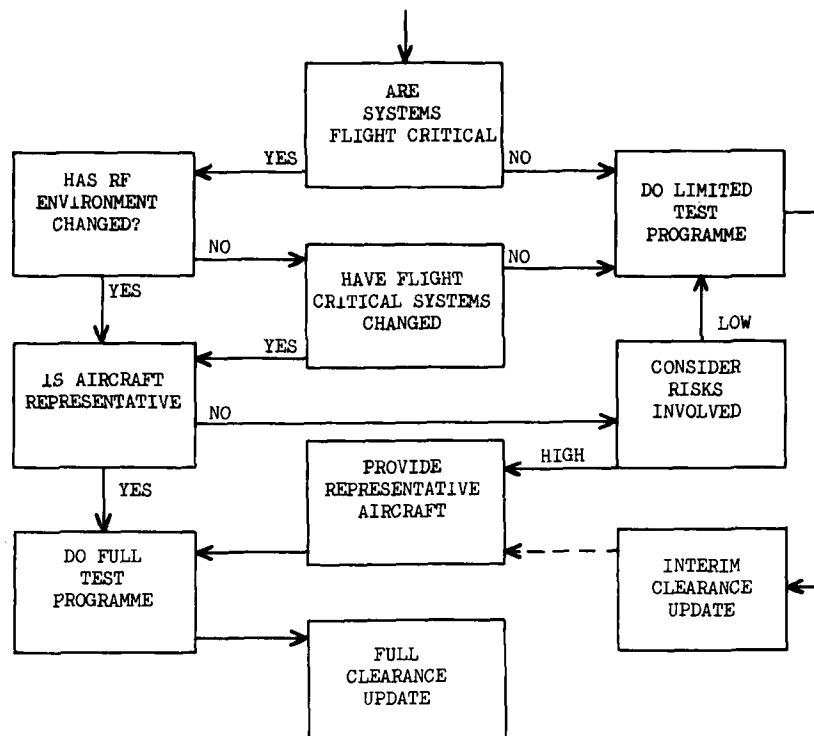 ARE
SYSTEMS
FLIGHT CRITICAL
YES
NO
HAS RF
ENVIRONMENT
CHANGED?
DO LIMITED
TEST
PROGRAMME
NO
NO
HAVE FLIGHT
CRITICAL SYSTEMS
CHANGED
YES
YES
LOW
IS AIRCRAFT
REPRESENTATIVE
CONSIDER
RISKS
INVOLVED
NO
HIGH
PROVIDE
REPRESENTATIVE
AIRCRAFT
YES
DO FULL
TEST
PROGRAMME
INTERIM
CLEARANCE
UPDATE
FULL
CLEARANCE
UPDATE